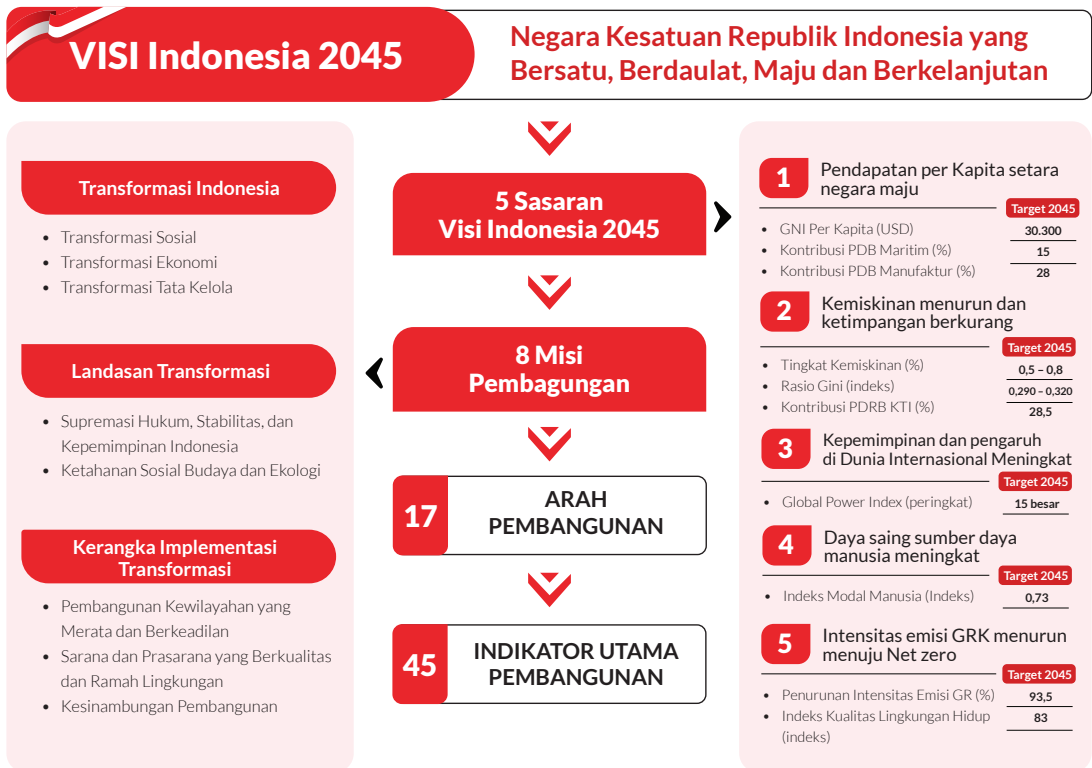 VISI Indonesia 2045
Negara Kesatuan Republik Indonesia yang
Bersatu, Berdaulat, Maju dan Berkelanjutan
Transformasi Indonesia
• Transformasi Sosial
• Transformasi Ekonomi
• Transformasi Tata Kelola
Landasan Transformasi
• Supremasi Hukum, Stabilitas, dan
Kepemimpinan Indonesia
• Ketahanan Sosial Budaya dan Ekologi
Kerangka Implementasi
Transformasi
• Pembangunan Kewilayahan yang
Merata dan Berkeadilan
• Sarana dan Prasarana yang Berkualitas
dan Ramah Lingkungan
• Kesinambungan Pembangunan
5 Sasaran
Visi Indonesia 2045
8 Misi
Pembagungan
17
ARAH
PEMBANGUNAN
45
INDIKATOR UTAMA
PEMBANGUNAN
1
Pendapatan per Kapita setara
negara maju
Target 2045
• GNI Per Kapita (USD) 30.300
• Kontribusi PDB Maritim (%) 15
• Kontribusi PDB Manufaktur (%) 28
2
Kemiskinan menurun dan
ketimpangan berkurang
Target 2045
• Tingkat Kemiskinan (%) 0,5 – 0,8
• Rasio Gini (indeks) 0,290 – 0,320
• Kontribusi PDRB KTI (%) 28,5
3
Kepemimpinan dan pengaruh
di Dunia Internasional Meningkat
Target 2045
• Global Power Index (peringkat) 15 besar
4
Daya saing sumber daya
manusia meningkat
Target 2045
• Indeks Modal Manusia (Indeks) 0,73
5
Intensitas emisi GRK menurun
menuju Net zero
Target 2045
• Penurunan Intensitas Emisi GR (%) 93,5
• Indeks Kualitas Lingkungan Hidup 83
(indeks)